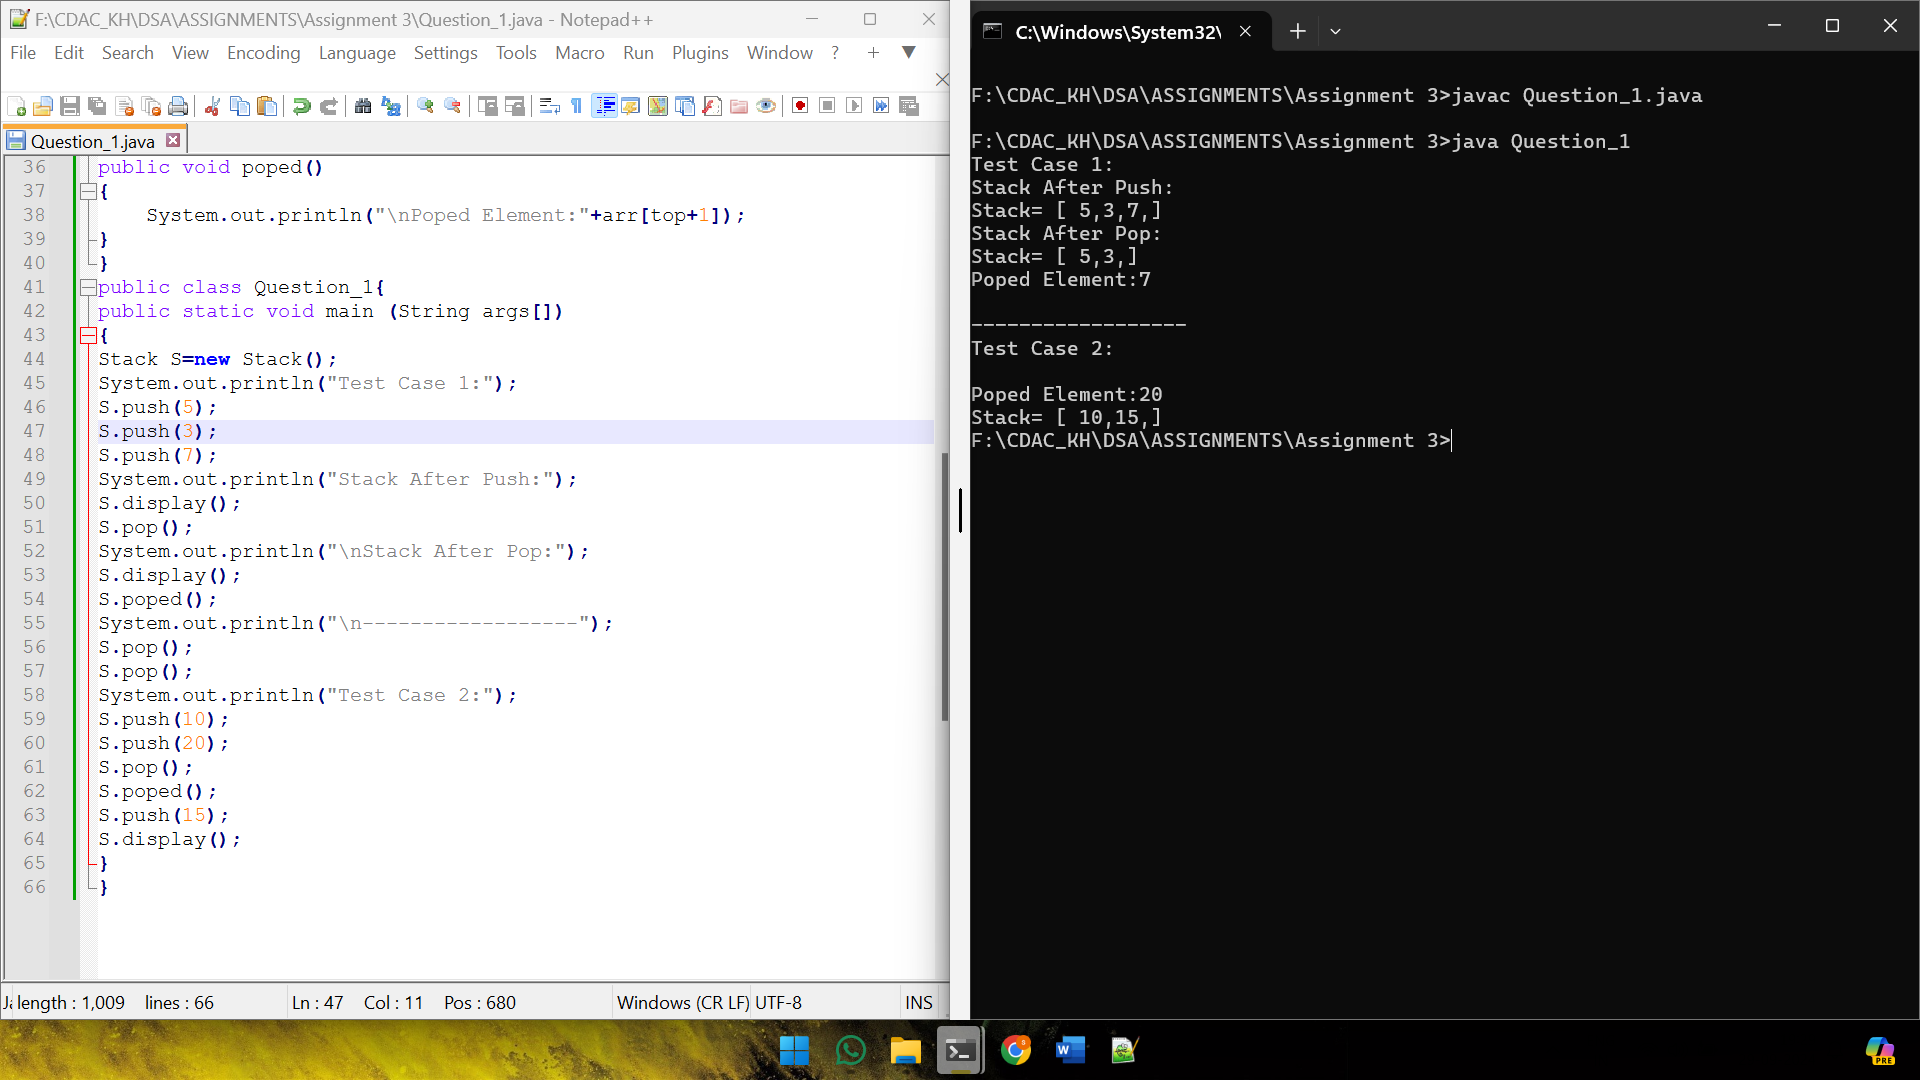 F:\CDAC_KH\DSA\ASSIGNMENTS\Assignment 3\Question_1.java - Notepad++
File Edit Search View Encoding Language Settings Tools Macro Run Plugins Window ? + ▼
Question_1.java
36 public void poped()
37 {
38 System.out.println("\nPoped Element:"+arr[top+1]);
39 }
40 }
41 public class Question_1{
42 public static void main (String args[])
43 {
44 Stack S=new Stack();
45 System.out.println("Test Case 1:");
46 S.push(5);
47 S.push(3);
48 S.push(7);
49 System.out.println("Stack After Push:");
50 S.display();
51 S.pop();
52 System.out.println("\nStack After Pop:");
53 S.display();
54 S.poped();
55 System.out.println("\n------------------");
56 S.pop();
57 S.pop();
58 System.out.println("Test Case 2:");
59 S.push(10);
60 S.push(20);
61 S.pop();
62 S.poped();
63 S.push(15);
64 S.display();
65 }
66 }
length : 1,009 lines : 66 Ln : 47 Col : 11 Pos : 680 Windows (CR LF) UTF-8 INS
C:\Windows\System32\
F:\CDAC_KH\DSA\ASSIGNMENTS\Assignment 3>javac Question_1.java
F:\CDAC_KH\DSA\ASSIGNMENTS\Assignment 3>java Question_1
Test Case 1:
Stack After Push:
Stack= [ 5,3,7,]
Stack After Pop:
Stack= [ 5,3,]
Poped Element:7
------------------
Test Case 2:
Poped Element:20
Stack= [ 10,15,]
F:\CDAC_KH\DSA\ASSIGNMENTS\Assignment 3>
PRE